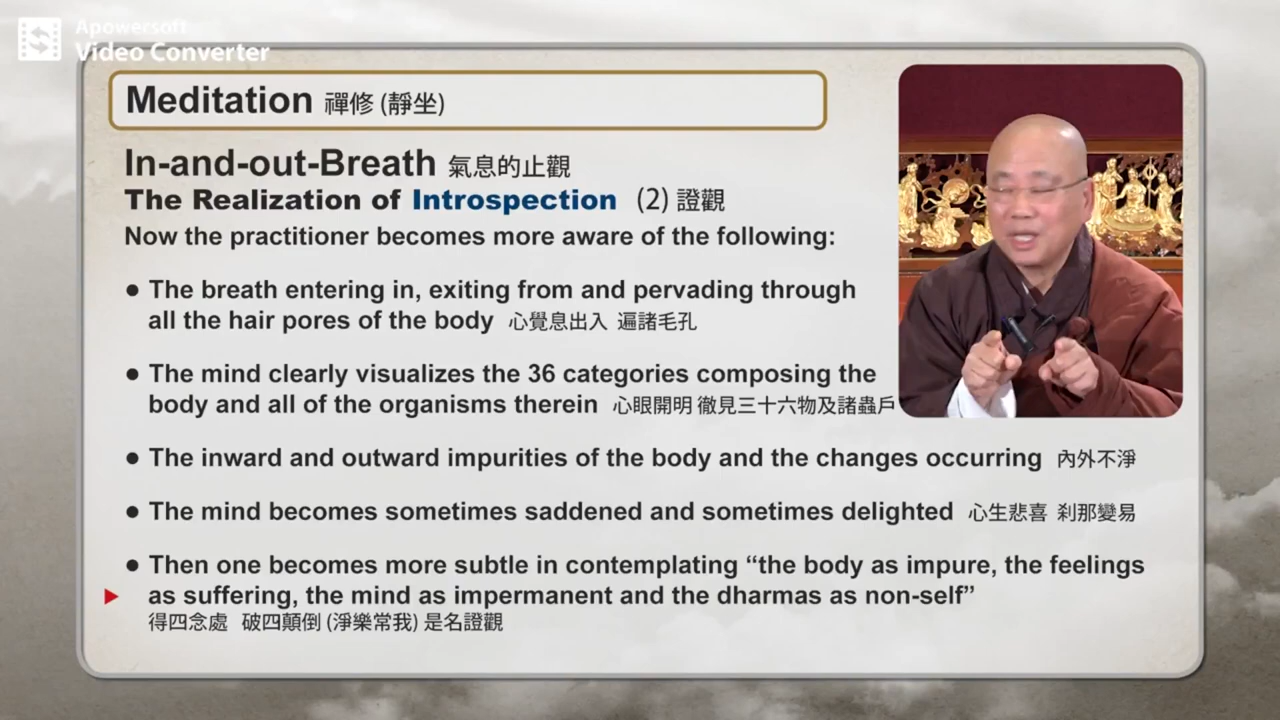 Apowersoft
Video Converter
Meditation 禪修 (靜坐)
In-and-out-Breath 氣息的止觀
The Realization of Introspection (2) 證觀
Now the practitioner becomes more aware of the following:
● The breath entering in, exiting from and pervading through
all the hair pores of the body 心覺息出入 遍諸毛孔
● The mind clearly visualizes the 36 categories composing the
body and all of the organisms therein 心眼開明 徹見三十六物及諸蟲戶
● The inward and outward impurities of the body and the changes occurring 內外不淨
● The mind becomes sometimes saddened and sometimes delighted 心生悲喜 剎那變易
● Then one becomes more subtle in contemplating “the body as impure, the feelings
as suffering, the mind as impermanent and the dharmas as non-self”
得四念處 破四顛倒 (淨樂常我) 是名證觀